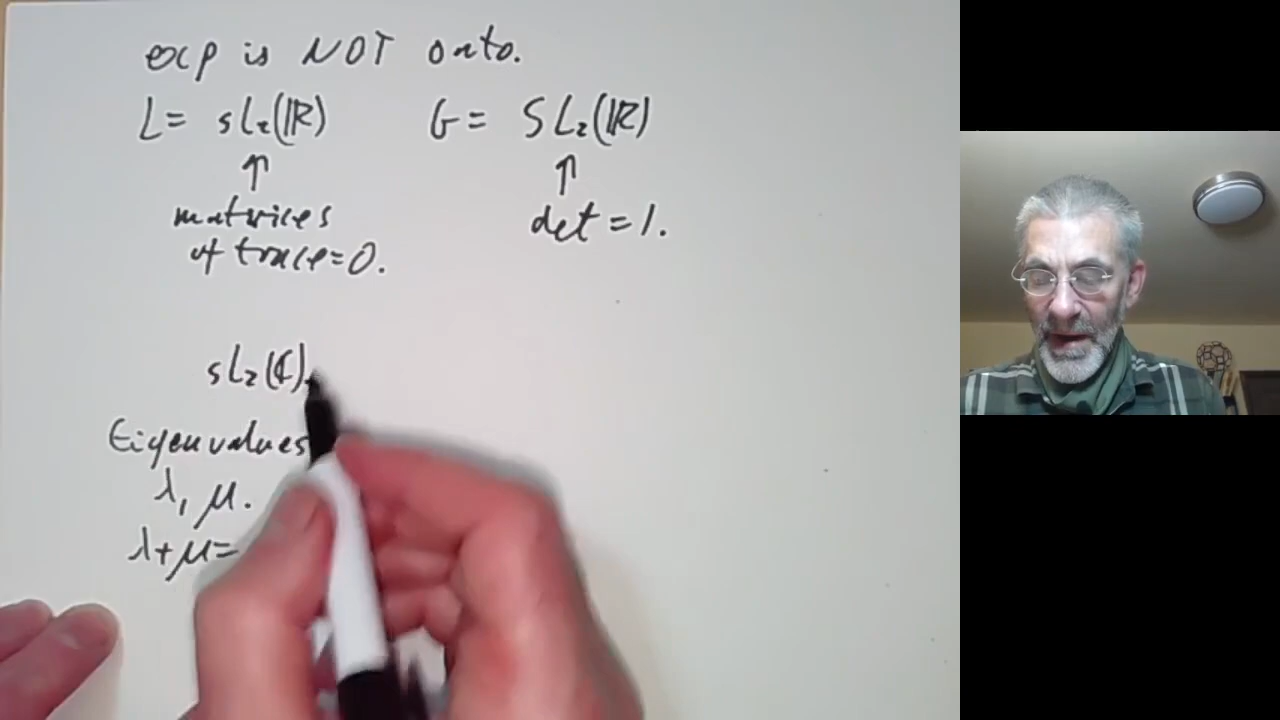 exp is NOT onto.
L = sL₂(ℝ) G = SL₂(ℝ)
↑ ↑
matrices det = 1.
of trace=0.
sL₂(ℂ).
Eigenvalues
λ, μ.
λ+μ=